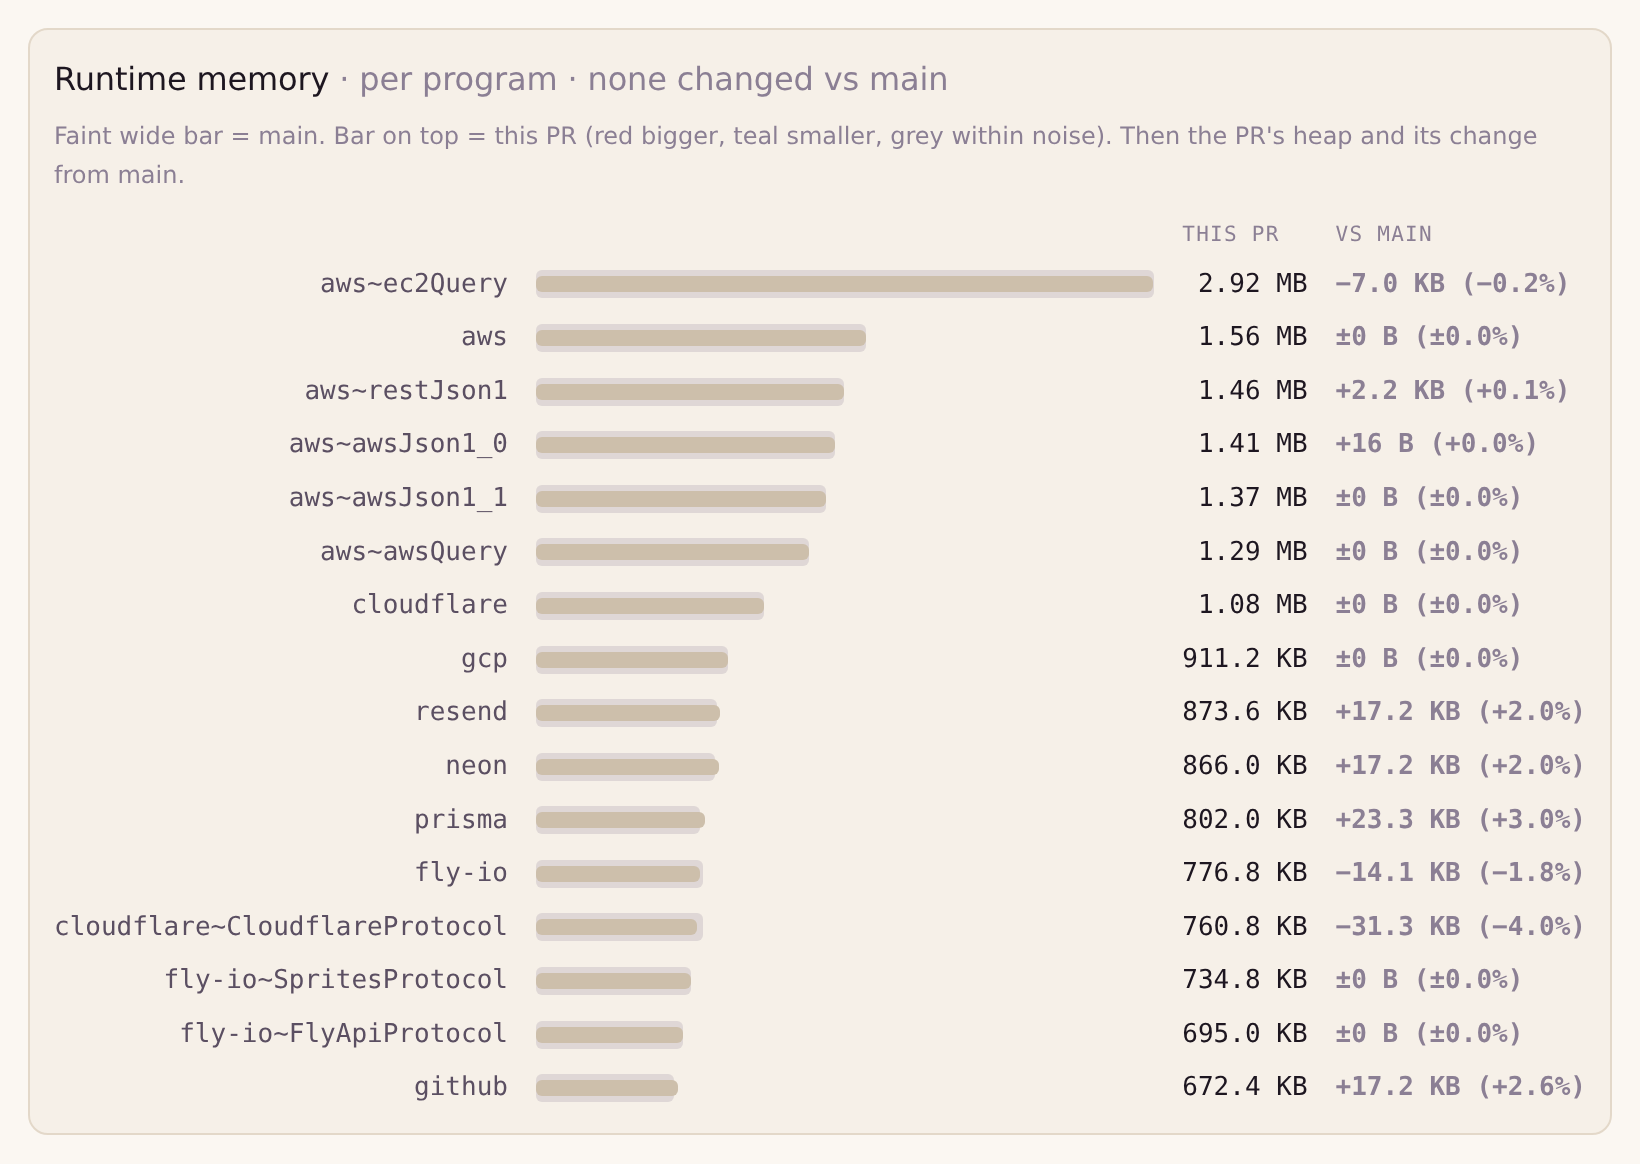 Runtime memory · per program · none changed vs main
Faint wide bar = main. Bar on top = this PR (red bigger, teal smaller, grey within noise). Then the PR's heap and its change
from main.
THIS PR VS MAIN
aws~ec2Query 2.92 MB −7.0 KB (−0.2%)
aws 1.56 MB ±0 B (±0.0%)
aws~restJson1 1.46 MB +2.2 KB (+0.1%)
aws~awsJson1_0 1.41 MB +16 B (+0.0%)
aws~awsJson1_1 1.37 MB ±0 B (±0.0%)
aws~awsQuery 1.29 MB ±0 B (±0.0%)
cloudflare 1.08 MB ±0 B (±0.0%)
gcp 911.2 KB ±0 B (±0.0%)
resend 873.6 KB +17.2 KB (+2.0%)
neon 866.0 KB +17.2 KB (+2.0%)
prisma 802.0 KB +23.3 KB (+3.0%)
fly-io 776.8 KB −14.1 KB (−1.8%)
cloudflare~CloudflareProtocol 760.8 KB −31.3 KB (−4.0%)
fly-io~SpritesProtocol 734.8 KB ±0 B (±0.0%)
fly-io~FlyApiProtocol 695.0 KB ±0 B (±0.0%)
github 672.4 KB +17.2 KB (+2.6%)